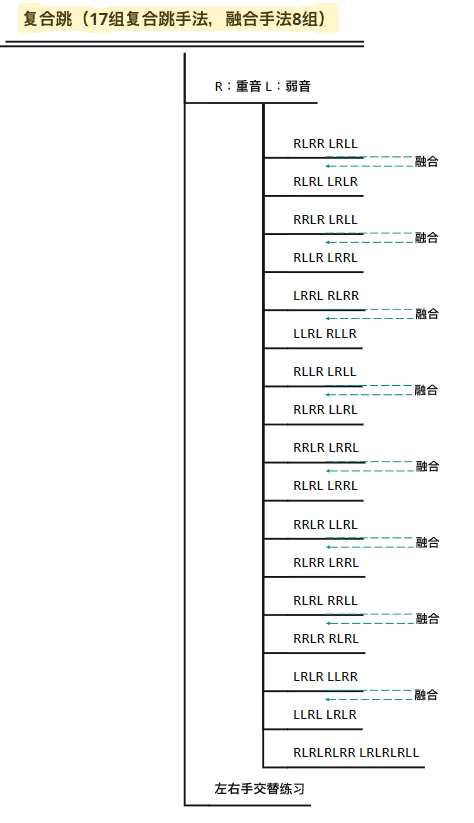 复合跳（17组复合跳手法，融合手法8组）
R：重音 L：弱音
RLRR LRLL
融合
RLRL LRLR
RRLR LRLL
融合
RLLR LRRL
LRRL RLRR
融合
LLRL RLLR
RLLR LRLL
融合
RLRR LLRL
RRLR LRRL
融合
RLRL LRRL
RRLR LLRL
融合
RLRR LRRL
RLRL RRLL
融合
RRLR RLRL
LRLR LLRR
融合
LLRL LRLR
RLRLRLRR LRLRLRLL
左右手交替练习